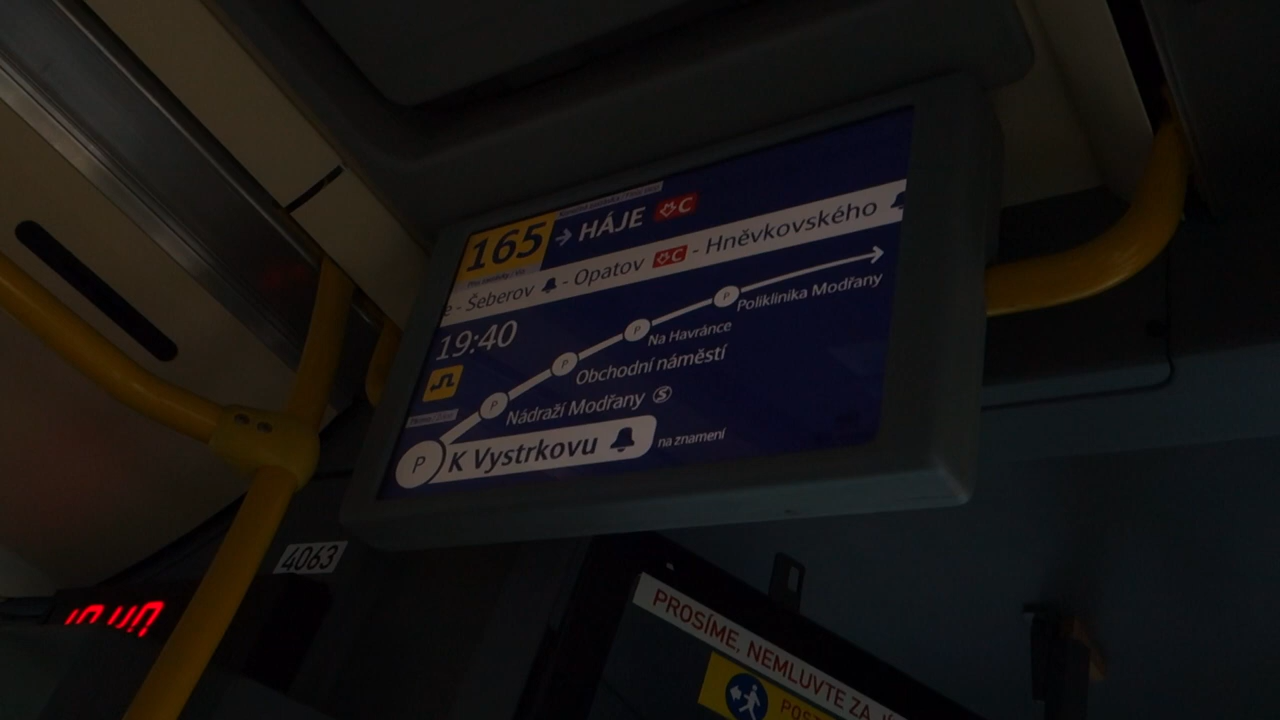 165 → HÁJE C
- Šeberov - Opatov C - Hněvkovského
19:40
Poliklinika Modřany
Na Havránce
Obchodní náměstí
Nádraží Modřany S
K Vystrkovu na znamení
P
P
P
P
P
4063
PROSÍME, NEMLUVTE ZA